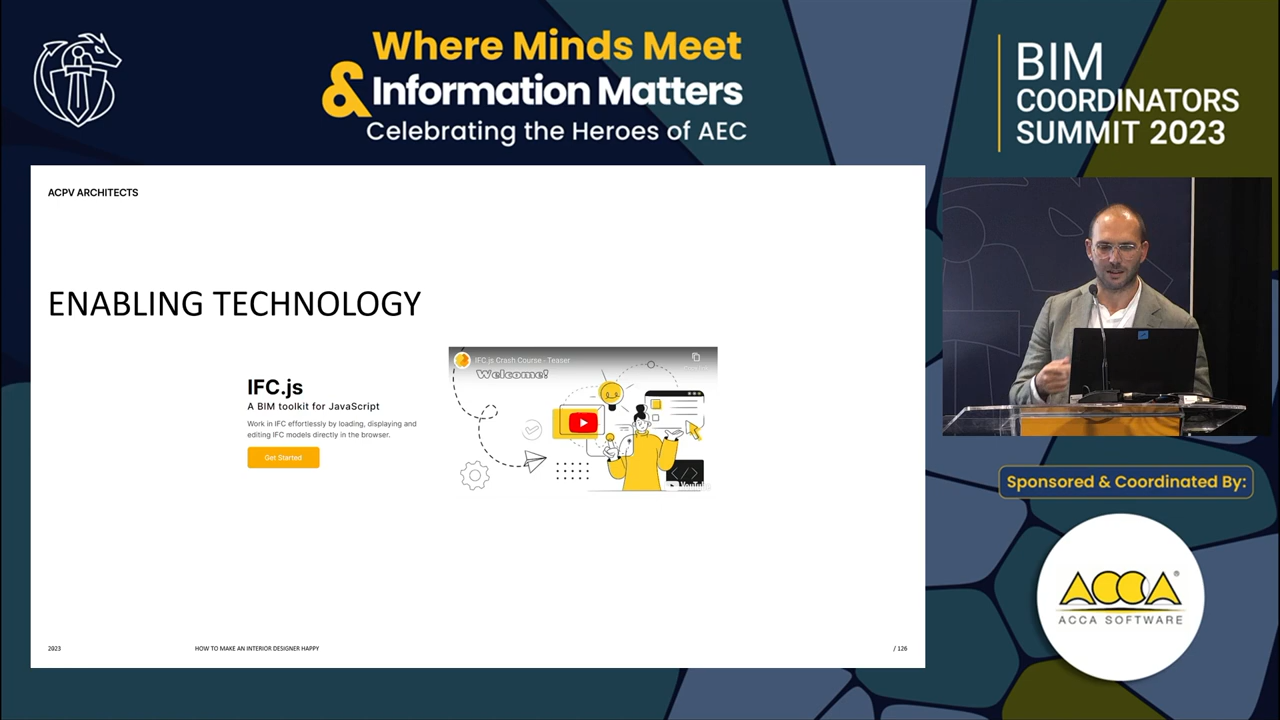 Where Minds Meet
& Information Matters
Celebrating the Heroes of AEC
BIM
COORDINATORS
SUMMIT 2023
ACPV ARCHITECTS
ENABLING TECHNOLOGY
IFC.js
A BIM toolkit for JavaScript
Work in IFC effortlessly by loading, displaying and
editing IFC models directly in the browser.
Get Started
IFC.js Crash Course - Teaser
Welcome!
YouTube
2023
HOW TO MAKE AN INTERIOR DESIGNER HAPPY
/ 126
Sponsored & Coordinated By:
ACCA
ACCA SOFTWARE